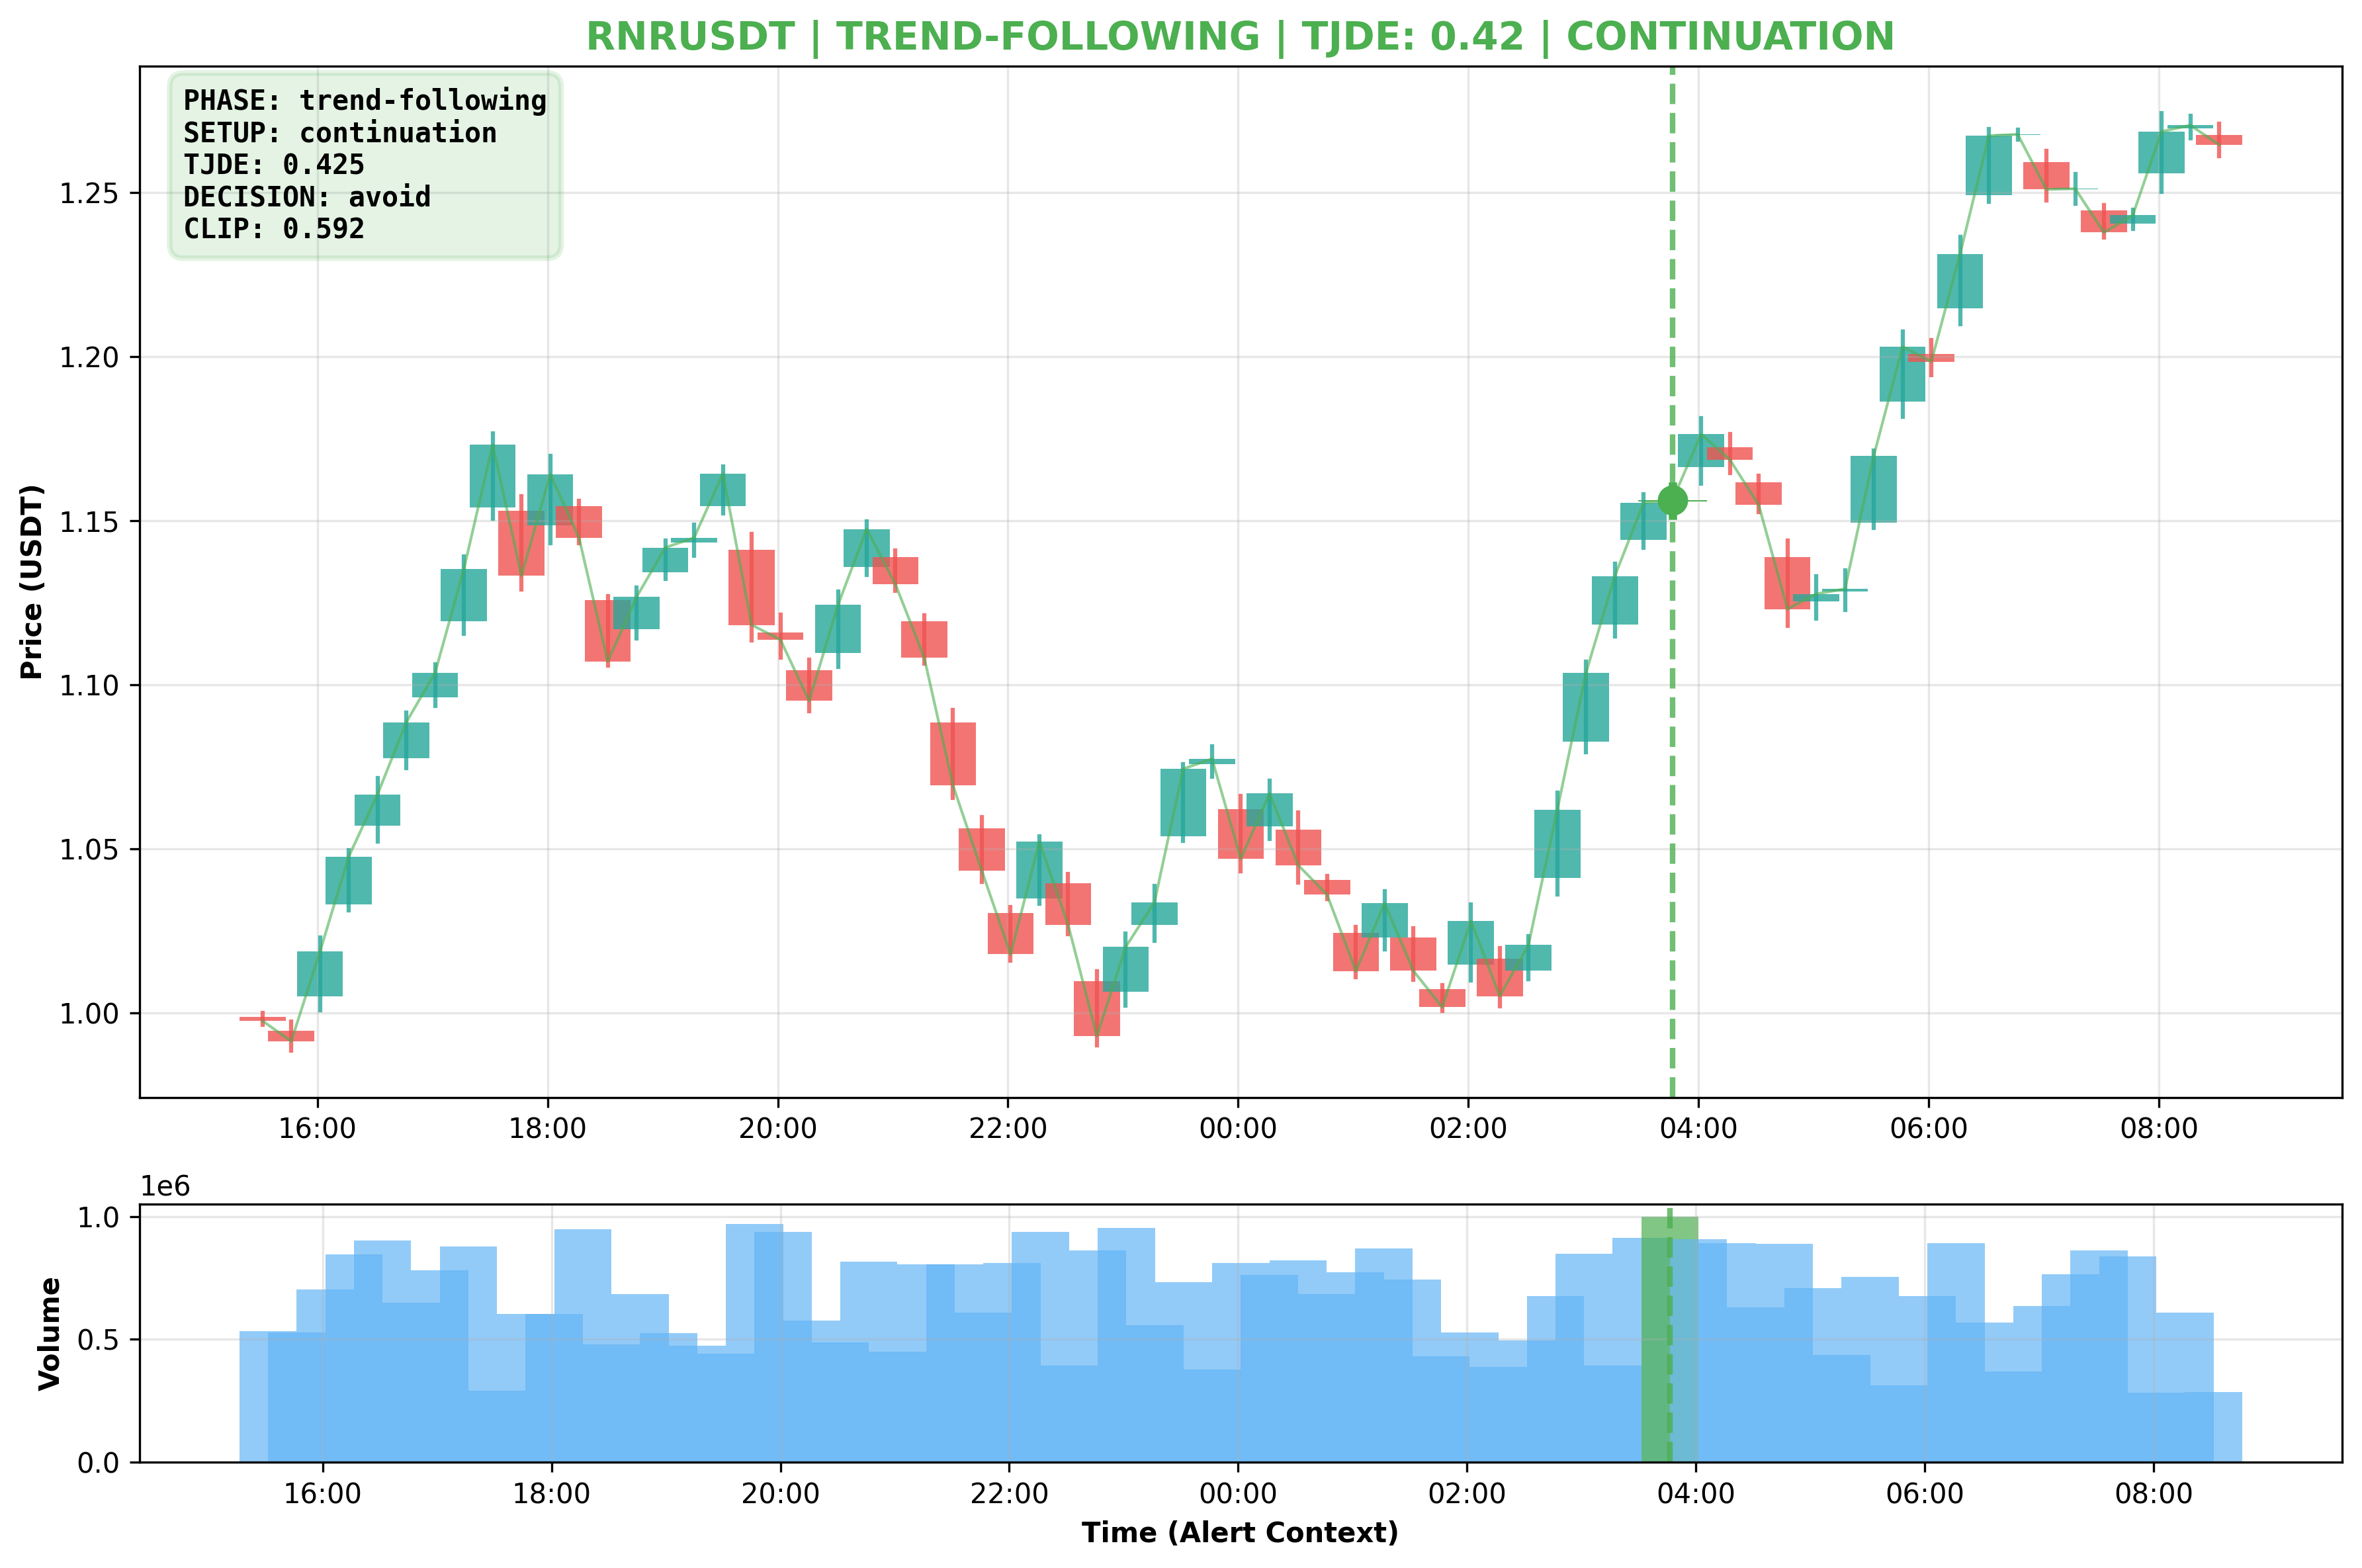 RNRUSDT | TREND-FOLLOWING | TJDE: 0.42 | CONTINUATION
PHASE: trend-following
SETUP: continuation
TJDE: 0.425
DECISION: avoid
CLIP: 0.592
Price (USDT)
1.25
1.20
1.15
1.10
1.05
1.00
16:00 18:00 20:00 22:00 00:00 02:00 04:00 06:00 08:00
1e6
Volume
1.0
0.5
0.0
16:00 18:00 20:00 22:00 00:00 02:00 04:00 06:00 08:00
Time (Alert Context)